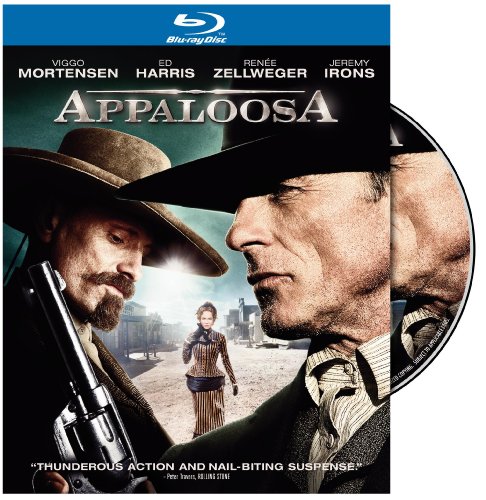 Blu-ray Disc
VIGGO MORTENSEN
ED HARRIS
RENÉE ZELLWEGER
JEREMY IRONS
APPALOOSA
A
"THUNDEROUS ACTION AND NAIL-BITING SUSPENSE."
- Peter Travers, ROLLING STONE